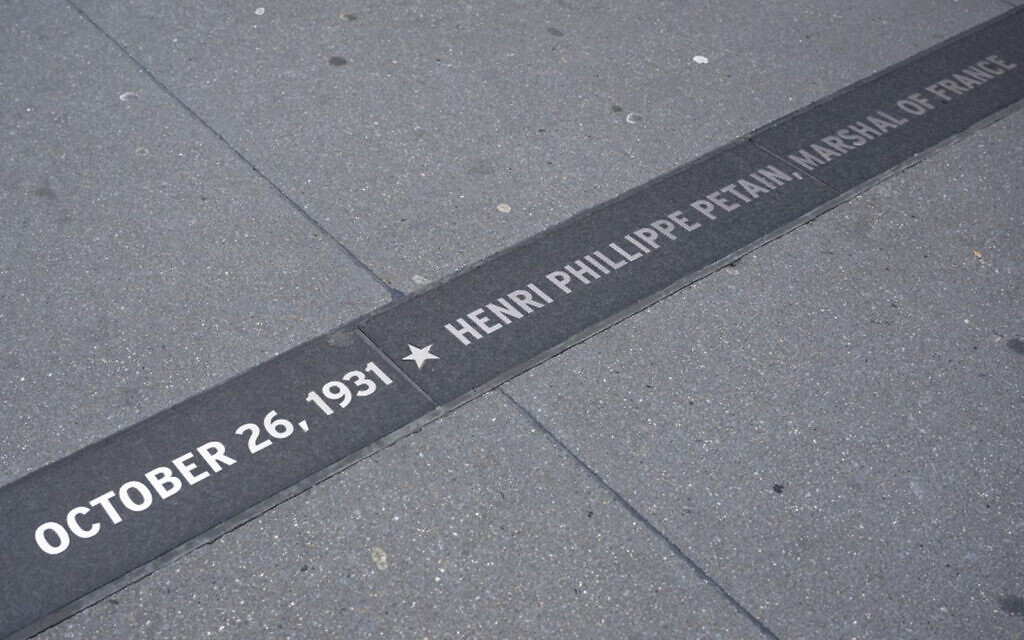 OCTOBER 26, 1931 ★ HENRI PHILLIPPE PETAIN, MARSHAL OF FRANCE